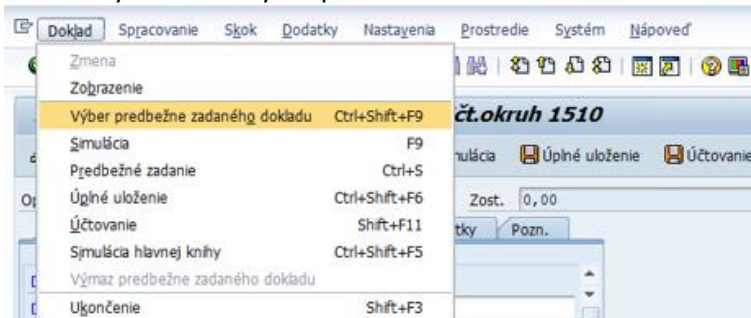 Doklad Spracovanie Skok Dodatky Nastavenia Prostredie Systém Nápoveď
Zmena
Zobrazenie
Výber predbežne zadaného dokladu Ctrl+Shift+F9
čt.okruh 1510
Simulácia F9
nulácia Úplné uloženie Účtovanie
Predbežné zadanie Ctrl+S
Úplné uloženie Ctrl+Shift+F6
Zost. 0,00
Účtovanie Shift+F11
tky Pozn.
Simulácia hlavnej knihy Ctrl+Shift+F5
Výmaz predbežne zadaného dokladu
Ukončenie Shift+F3